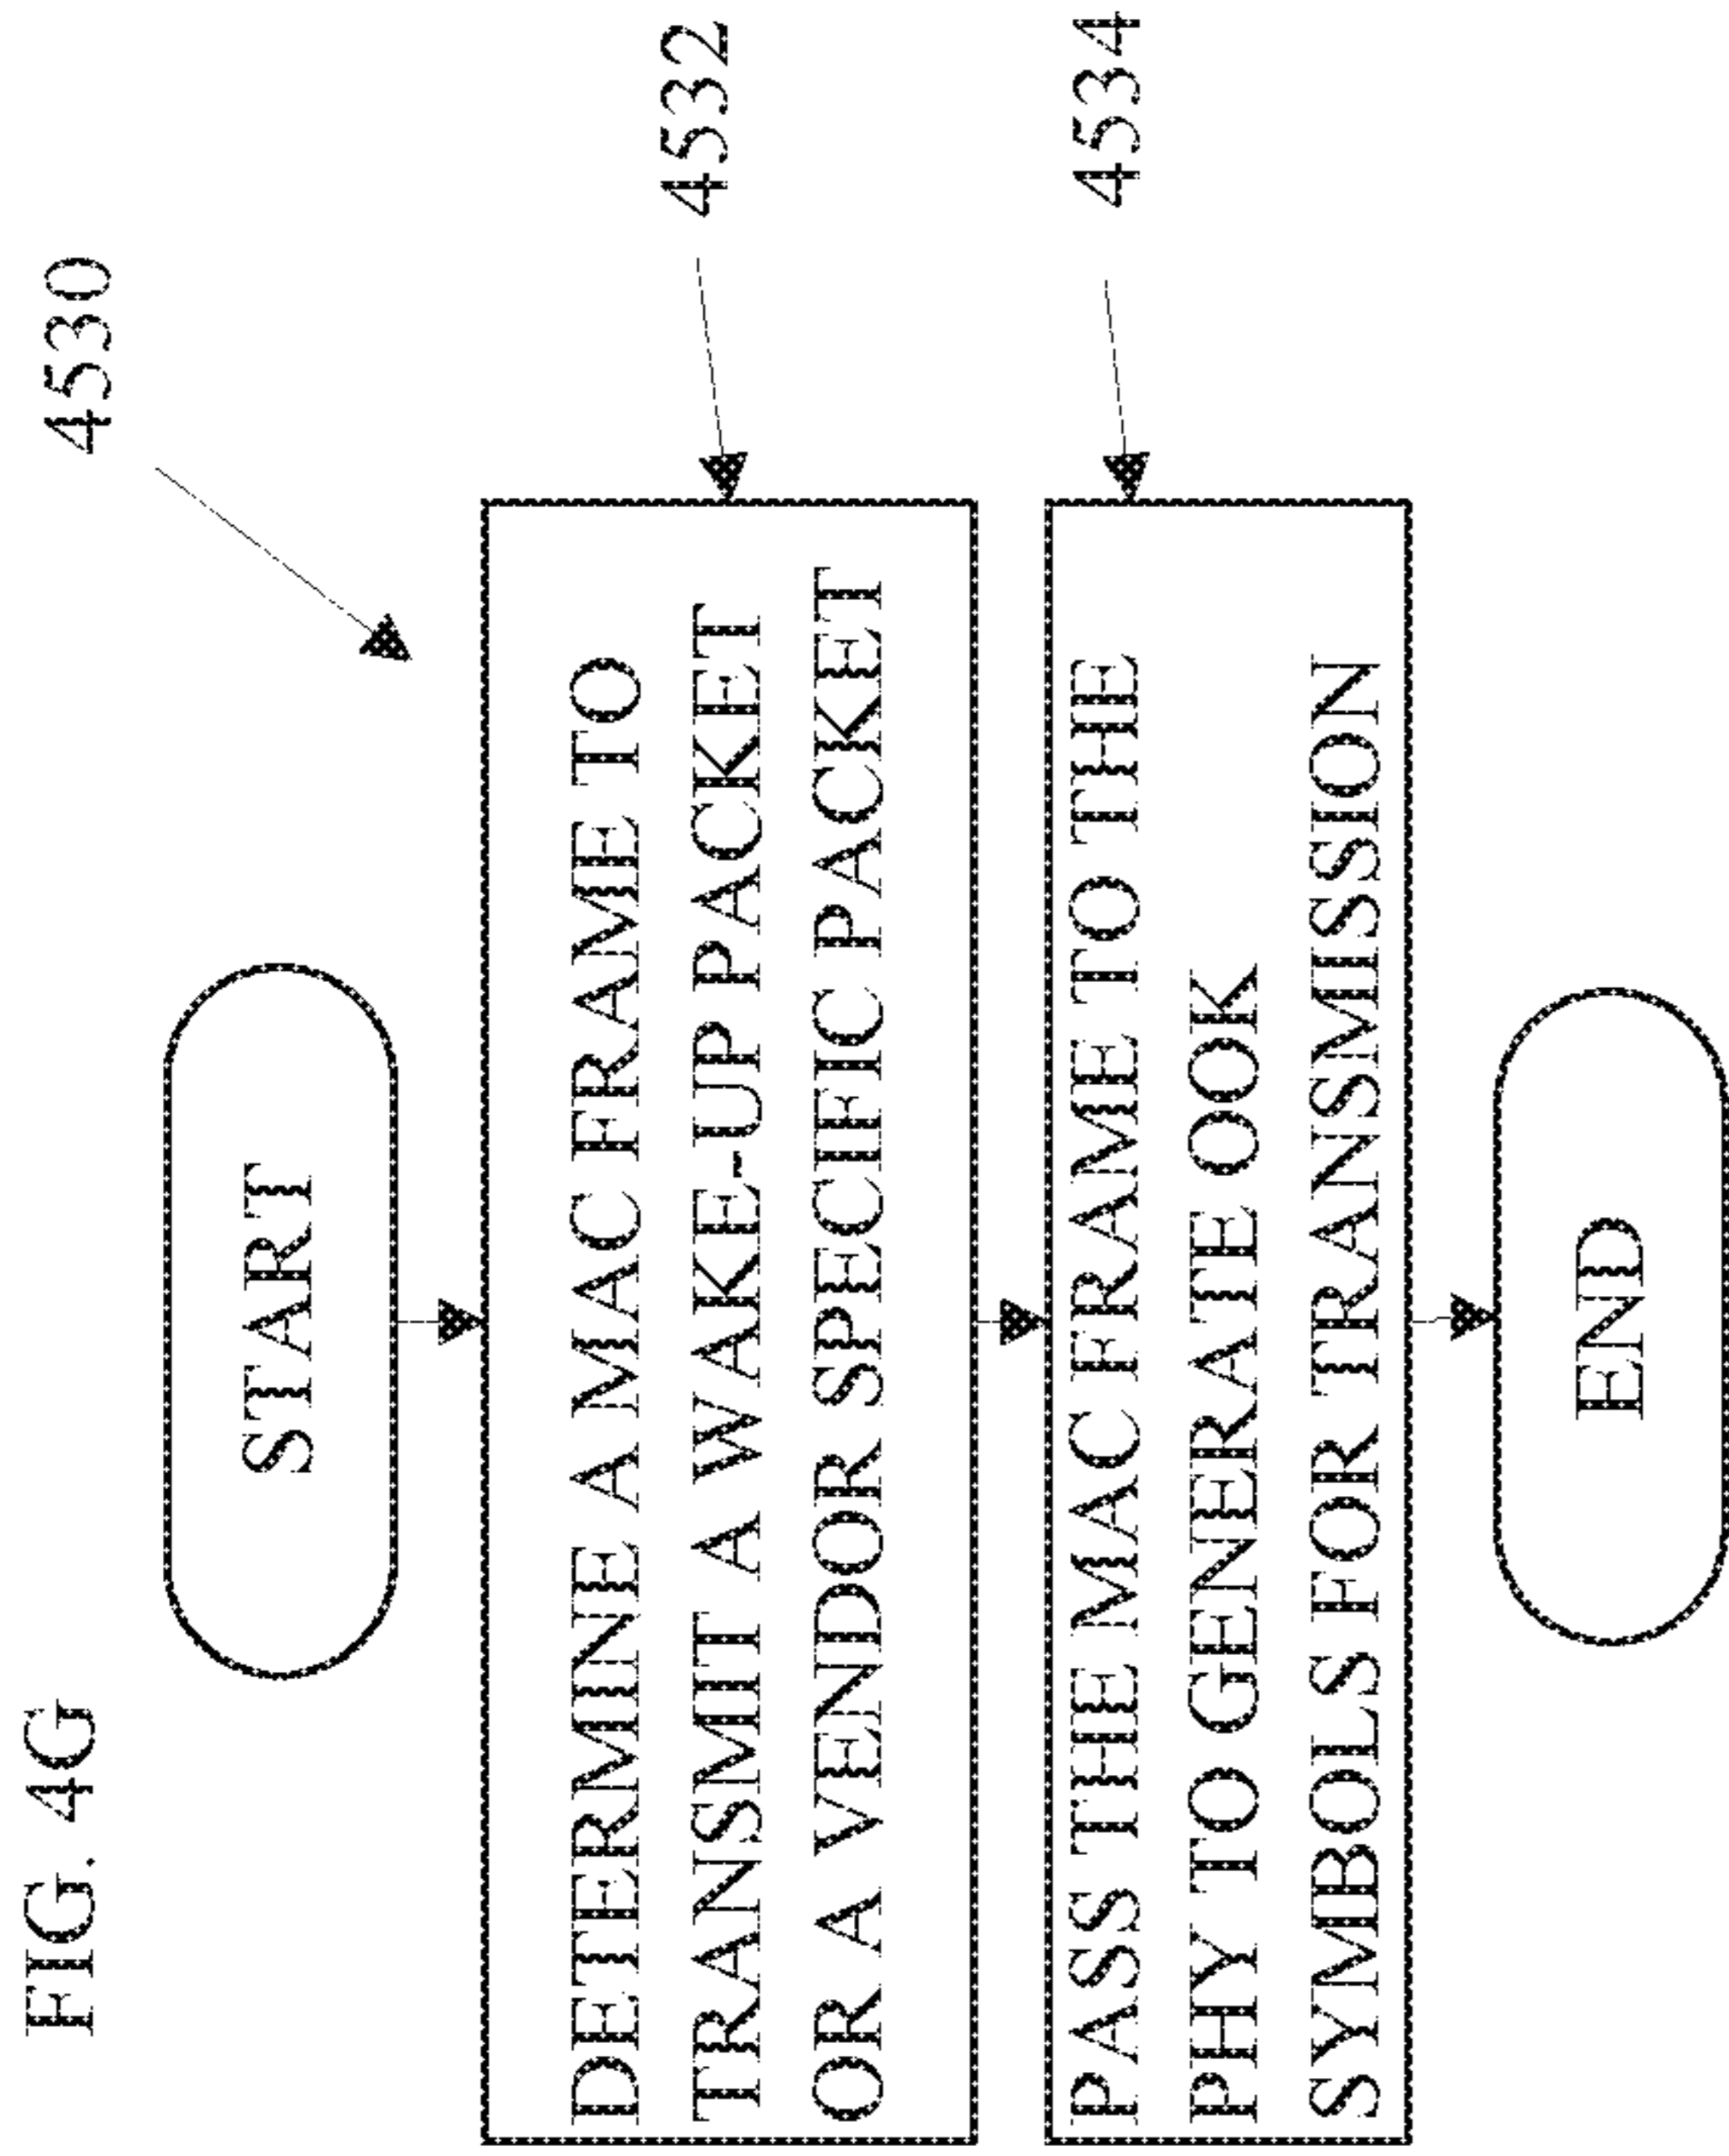 FIG. 4G
4530
START
DETERMINE A MAC FRAME TO
TRANSMIT A WAKE-UP PACKET
OR A VENDOR SPECIFIC PACKET
4532
PASS THE MAC FRAME TO THE
PHY TO GENERATE OOK
SYMBOLS FOR TRANSMISSION
4534
END